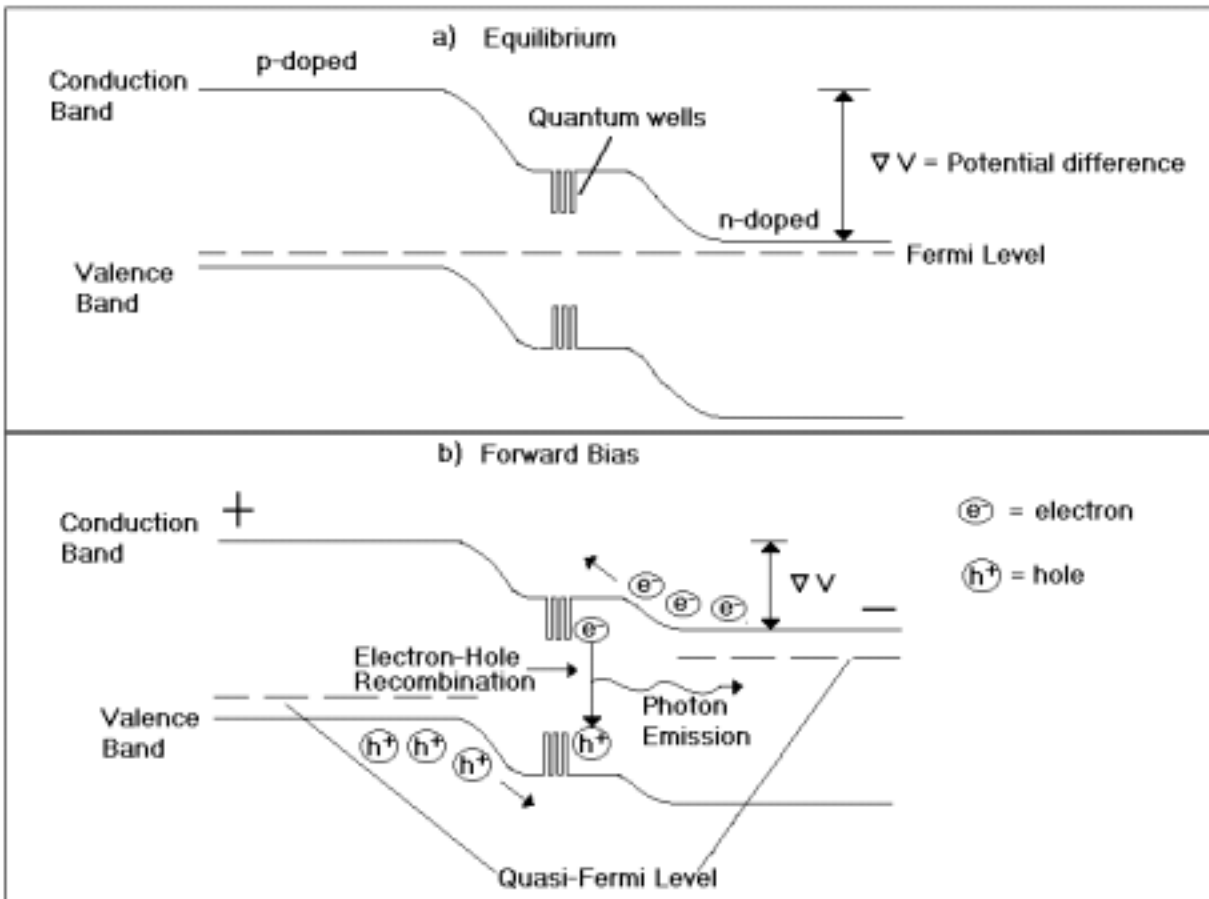 a) Equilibrium
p-doped
Conduction
Band
Quantum wells
∇ V = Potential difference
n-doped
Fermi Level
Valence
Band
b) Forward Bias
+
Conduction
Band
e- = electron
h+ = hole
e-
e-
e-
∇ V
−
e-
Electron-Hole
Recombination
Photon
Emission
Valence
Band
h+
h+
h+
h+
Quasi-Fermi Level